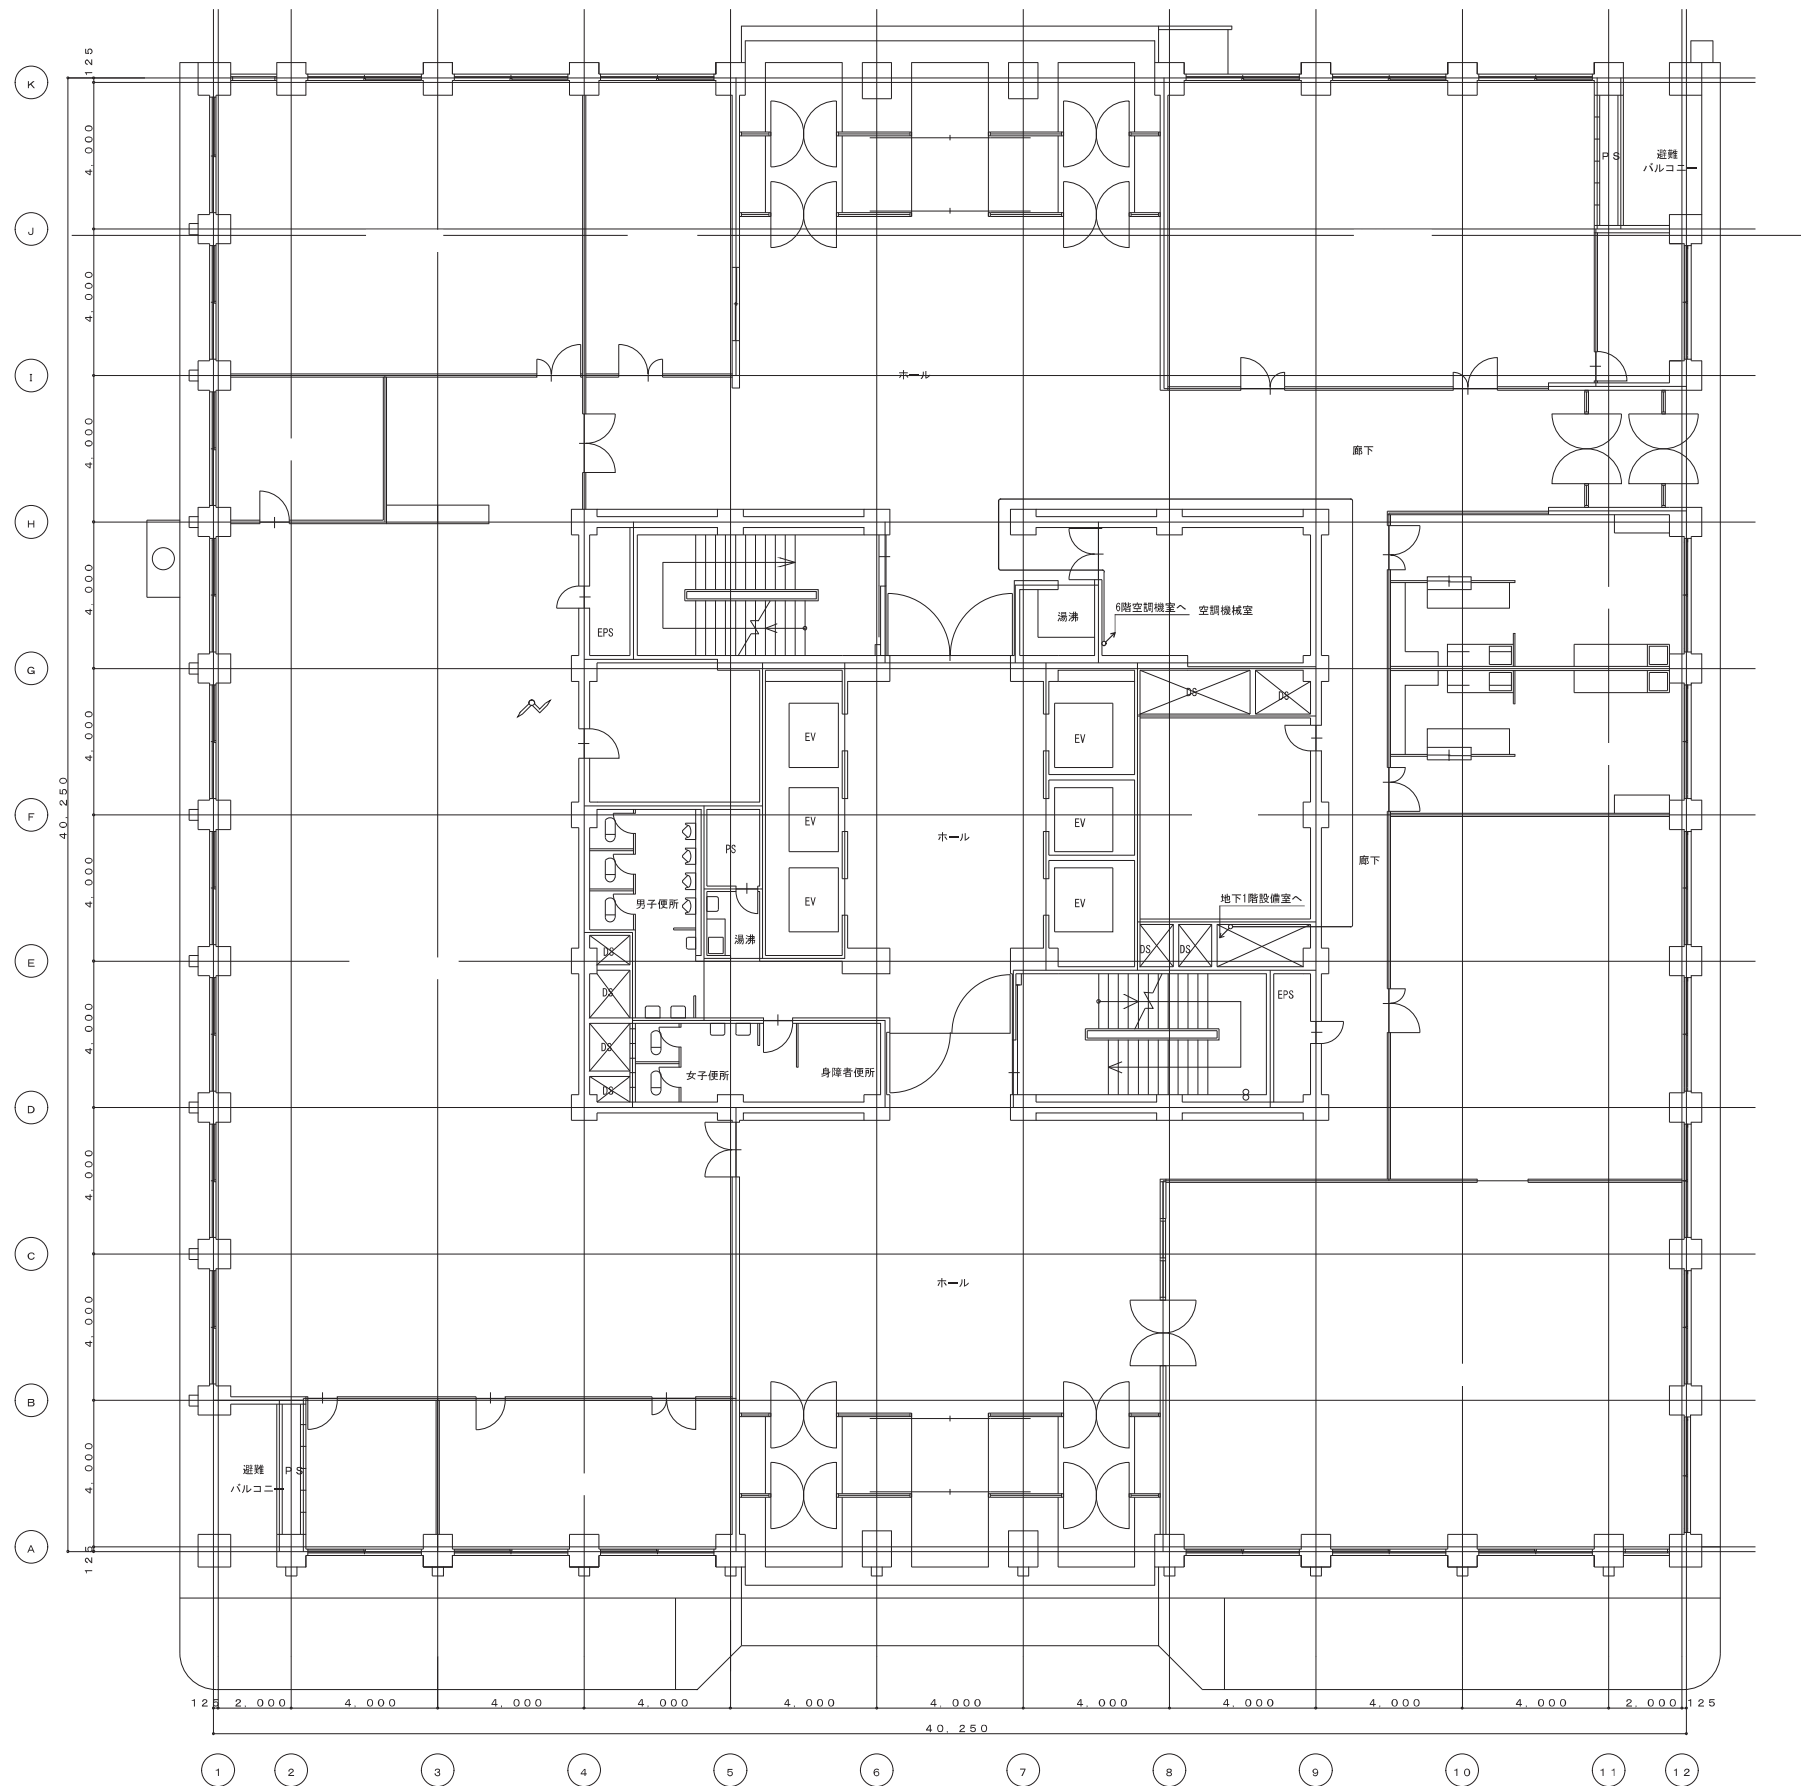 125
K
4,000
PS
避難
バルコニー
J
4,000
I
ホール
4,000
廊下
H
4,000
EPS
湯沸
6階空調機室へ
空調機械室
G
DS
DS
4,000
EV
EV
40,250
F
EV
EV
ホール
PS
廊下
4,000
男子便所
EV
EV
地下1階設備室へ
湯沸
DS
DS
DS
E
DS
EPS
4,000
DS
女子便所
身障者便所
DS
D
4,000
C
ホール
4,000
B
4,000
避難
バルコニー
PS
A
125
125
2,000
4,000
4,000
4,000
4,000
4,000
4,000
4,000
4,000
4,000
2,000
125
40,250
1
2
3
4
5
6
7
8
9
10
11
12